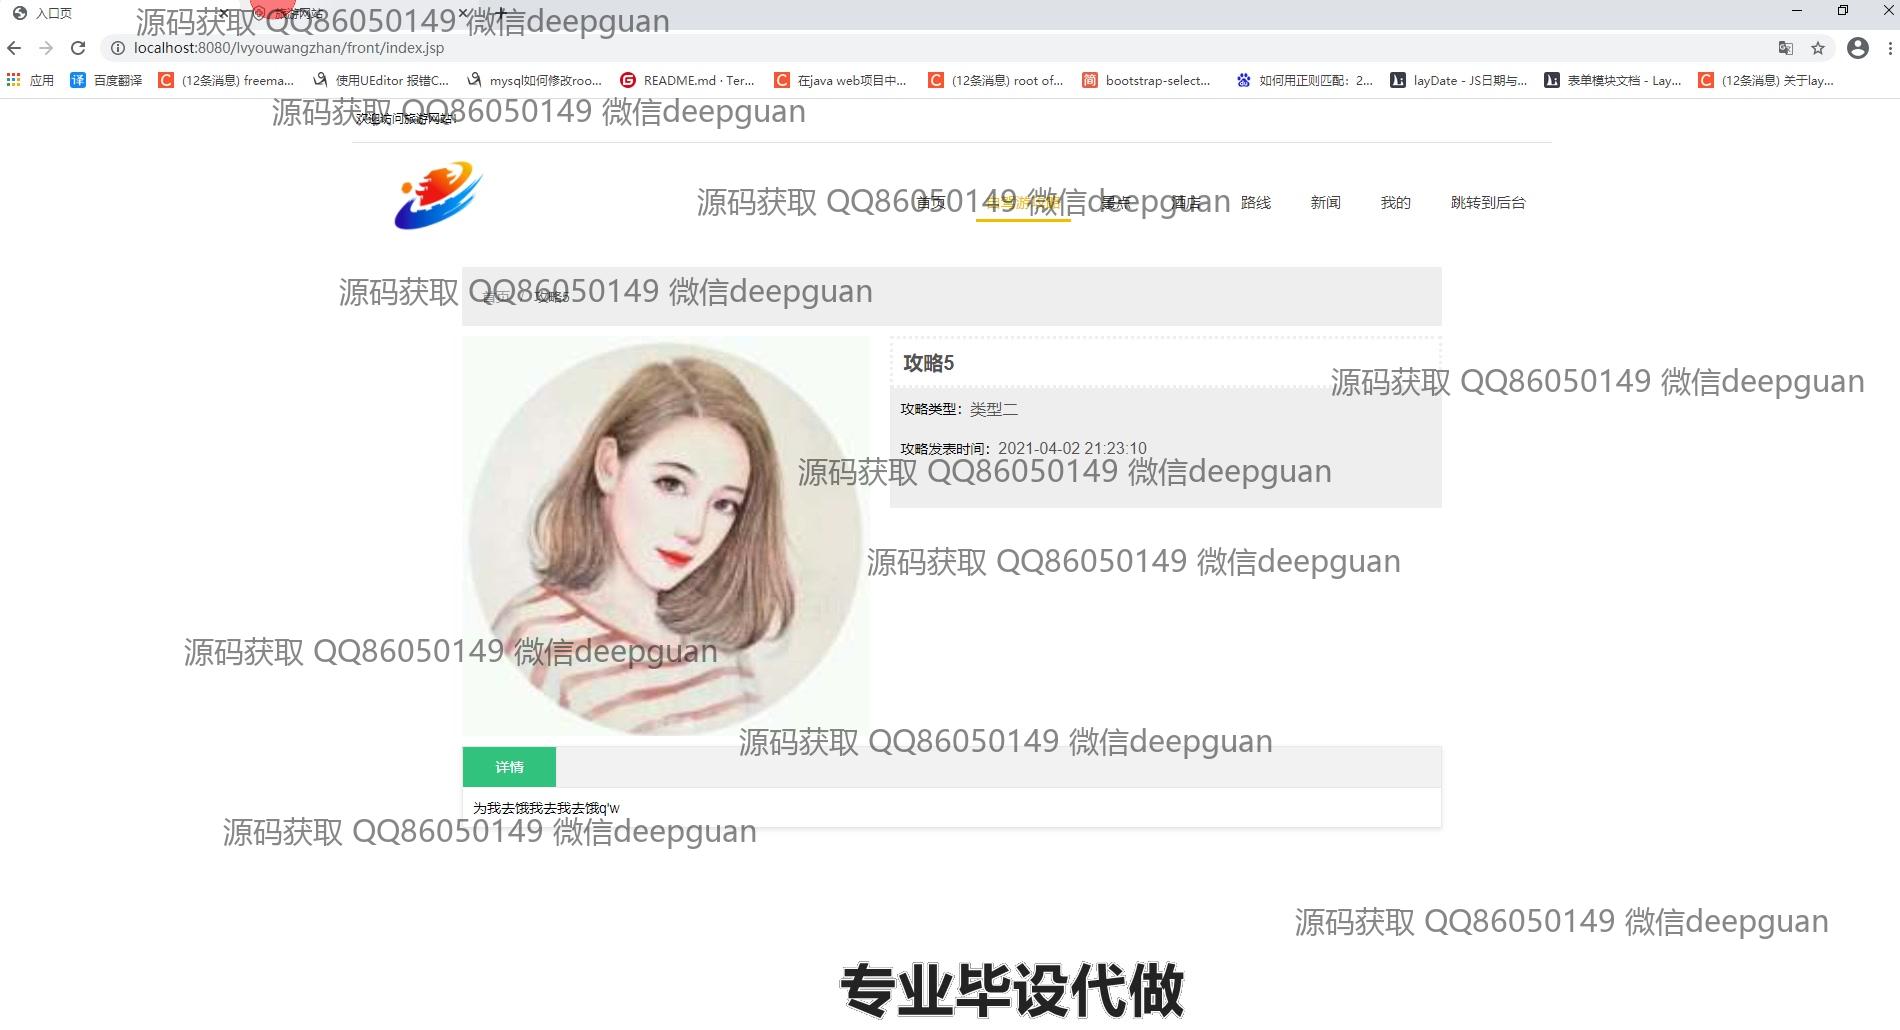 入口页
旅游网站
源码获取 QQ86050149 微信deepguan
localhost:8080/lvyouwangzhan/front/index.jsp
应用 百度翻译 (12条消息) freema... 使用UEditor 报错C... mysql如何修改roo... README.md · Ter... 在java web项目中... (12条消息) root of... bootstrap-select... 如何用正则匹配：2... layDate - JS日期与... 表单模块文档 - Lay... (12条消息) 关于lay...
源码获取 QQ86050149 微信deepguan
欢迎访问旅游网站！
首页 景点 酒店 路线 新闻 我的 跳转到后台
源码获取 QQ86050149 微信deepguan
源码获取 QQ86050149 微信deepguan
首页 攻略5
攻略5
源码获取 QQ86050149 微信deepguan
攻略类型：类型二
攻略发表时间：2021-04-02 21:23:10
源码获取 QQ86050149 微信deepguan
源码获取 QQ86050149 微信deepguan
源码获取 QQ86050149 微信deepguan
源码获取 QQ86050149 微信deepguan
详情
为我去饿我去我去饿q'w
源码获取 QQ86050149 微信deepguan
源码获取 QQ86050149 微信deepguan
专业毕设代做